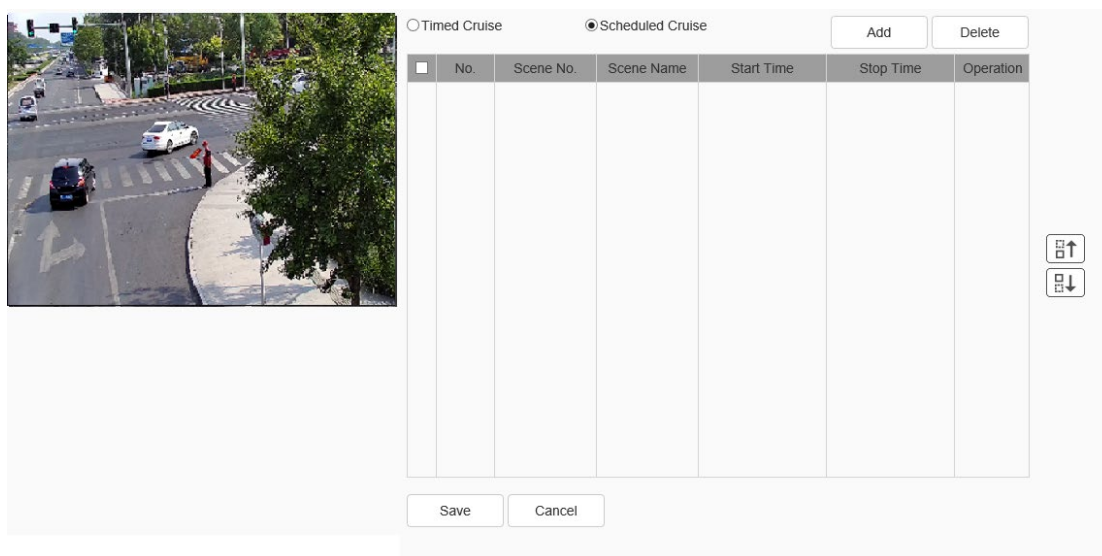 Timed Cruise Scheduled Cruise Add Delete
No. Scene No. Scene Name Start Time Stop Time Operation
Save Cancel